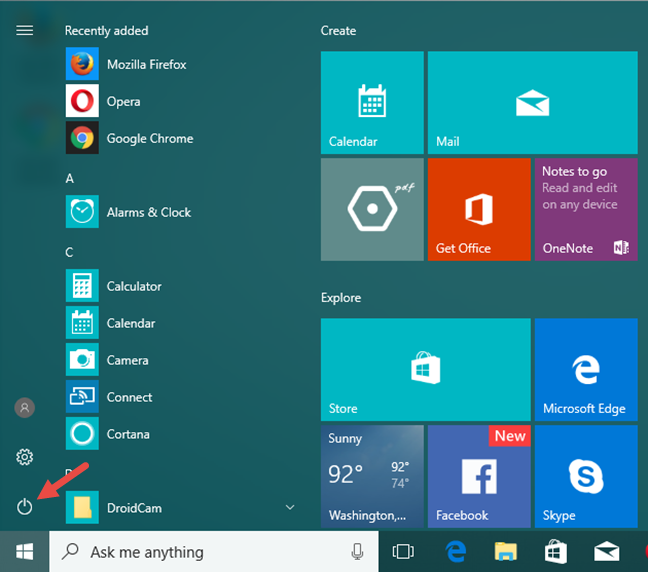 Recently added
Mozilla Firefox
Opera
Google Chrome
A
Alarms & Clock
C
Calculator
Calendar
Camera
Connect
Cortana
DroidCam
Create
Calendar
Mail
pdf
Get Office
Notes to go
Read and edit
on any device
OneNote
N
Explore
Store
Microsoft Edge
Sunny
92°
92°
74°
Washington,...
New
Facebook
Skype
Ask me anything